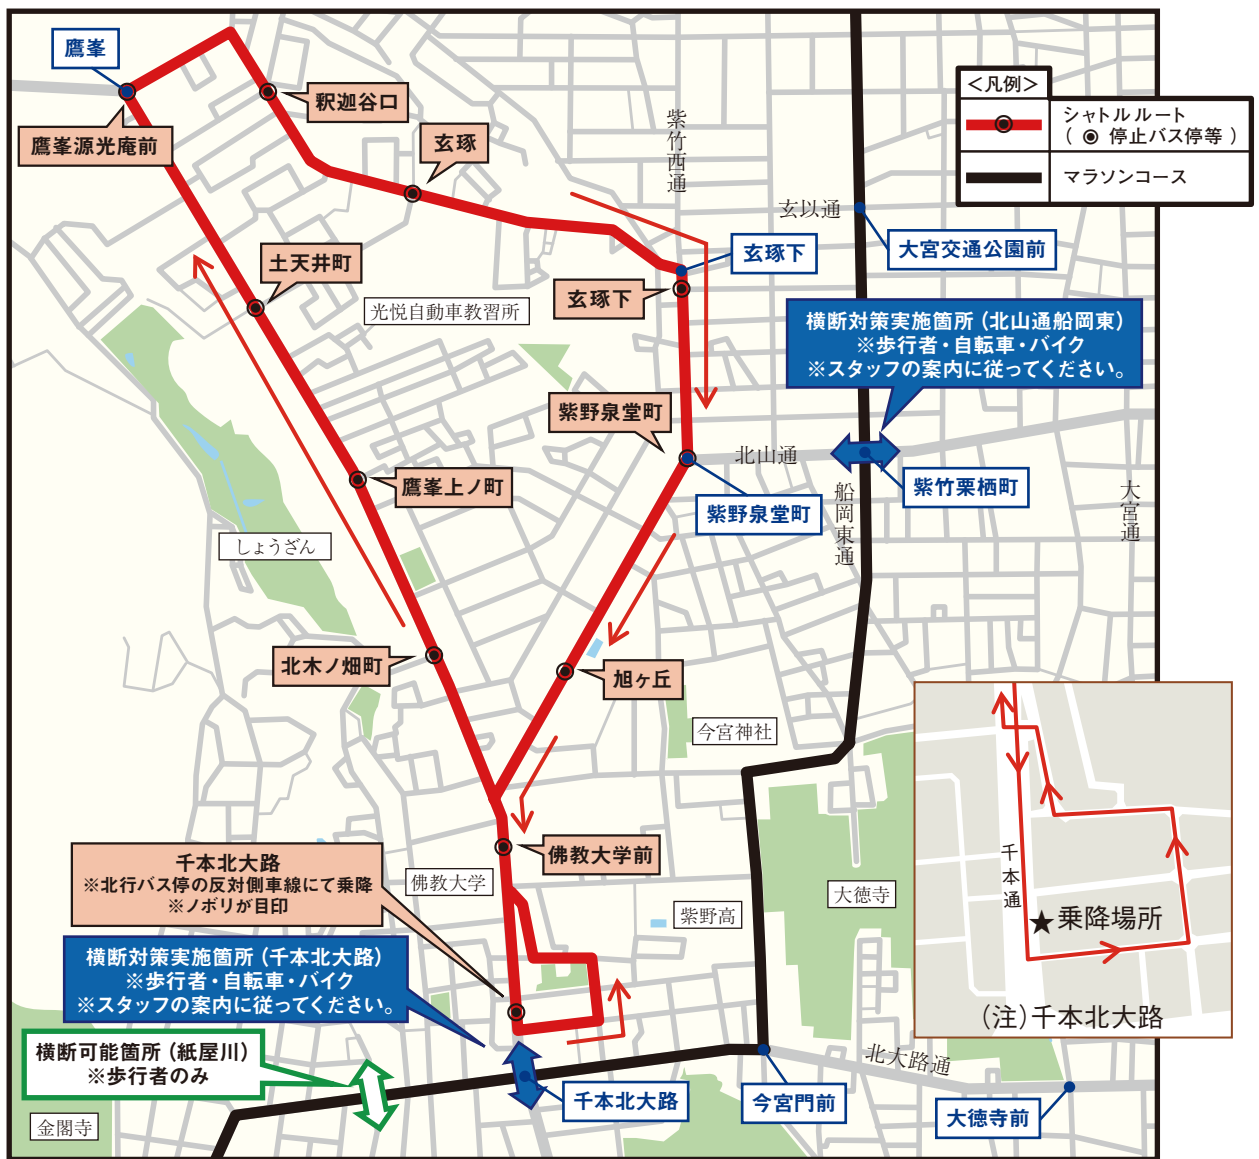 鷹峯
釈迦谷口
鷹峯源光庵前
玄琢
紫竹西通
<凡例>
シャトルルート
( ◉ 停止バス停等 )
マラソンコース
玄以通
大宮交通公園前
玄琢下
玄琢下
土天井町
光悦自動車教習所
横断対策実施箇所(北山通船岡東)
※歩行者・自転車・バイク
※スタッフの案内に従ってください。
紫野泉堂町
北山通
紫竹栗栖町
紫野泉堂町
船岡東通
大宮通
鷹峯上ノ町
しょうざん
北木ノ畑町
旭ヶ丘
今宮神社
佛教大学前
千本北大路
※北行バス停の反対側車線にて乗降
※ノボリが目印
佛教大学
紫野高
大徳寺
千本通
★乗降場所
(注)千本北大路
横断対策実施箇所(千本北大路)
※歩行者・自転車・バイク
※スタッフの案内に従ってください。
横断可能箇所(紙屋川)
※歩行者のみ
北大路通
千本北大路
今宮門前
大徳寺前
金閣寺